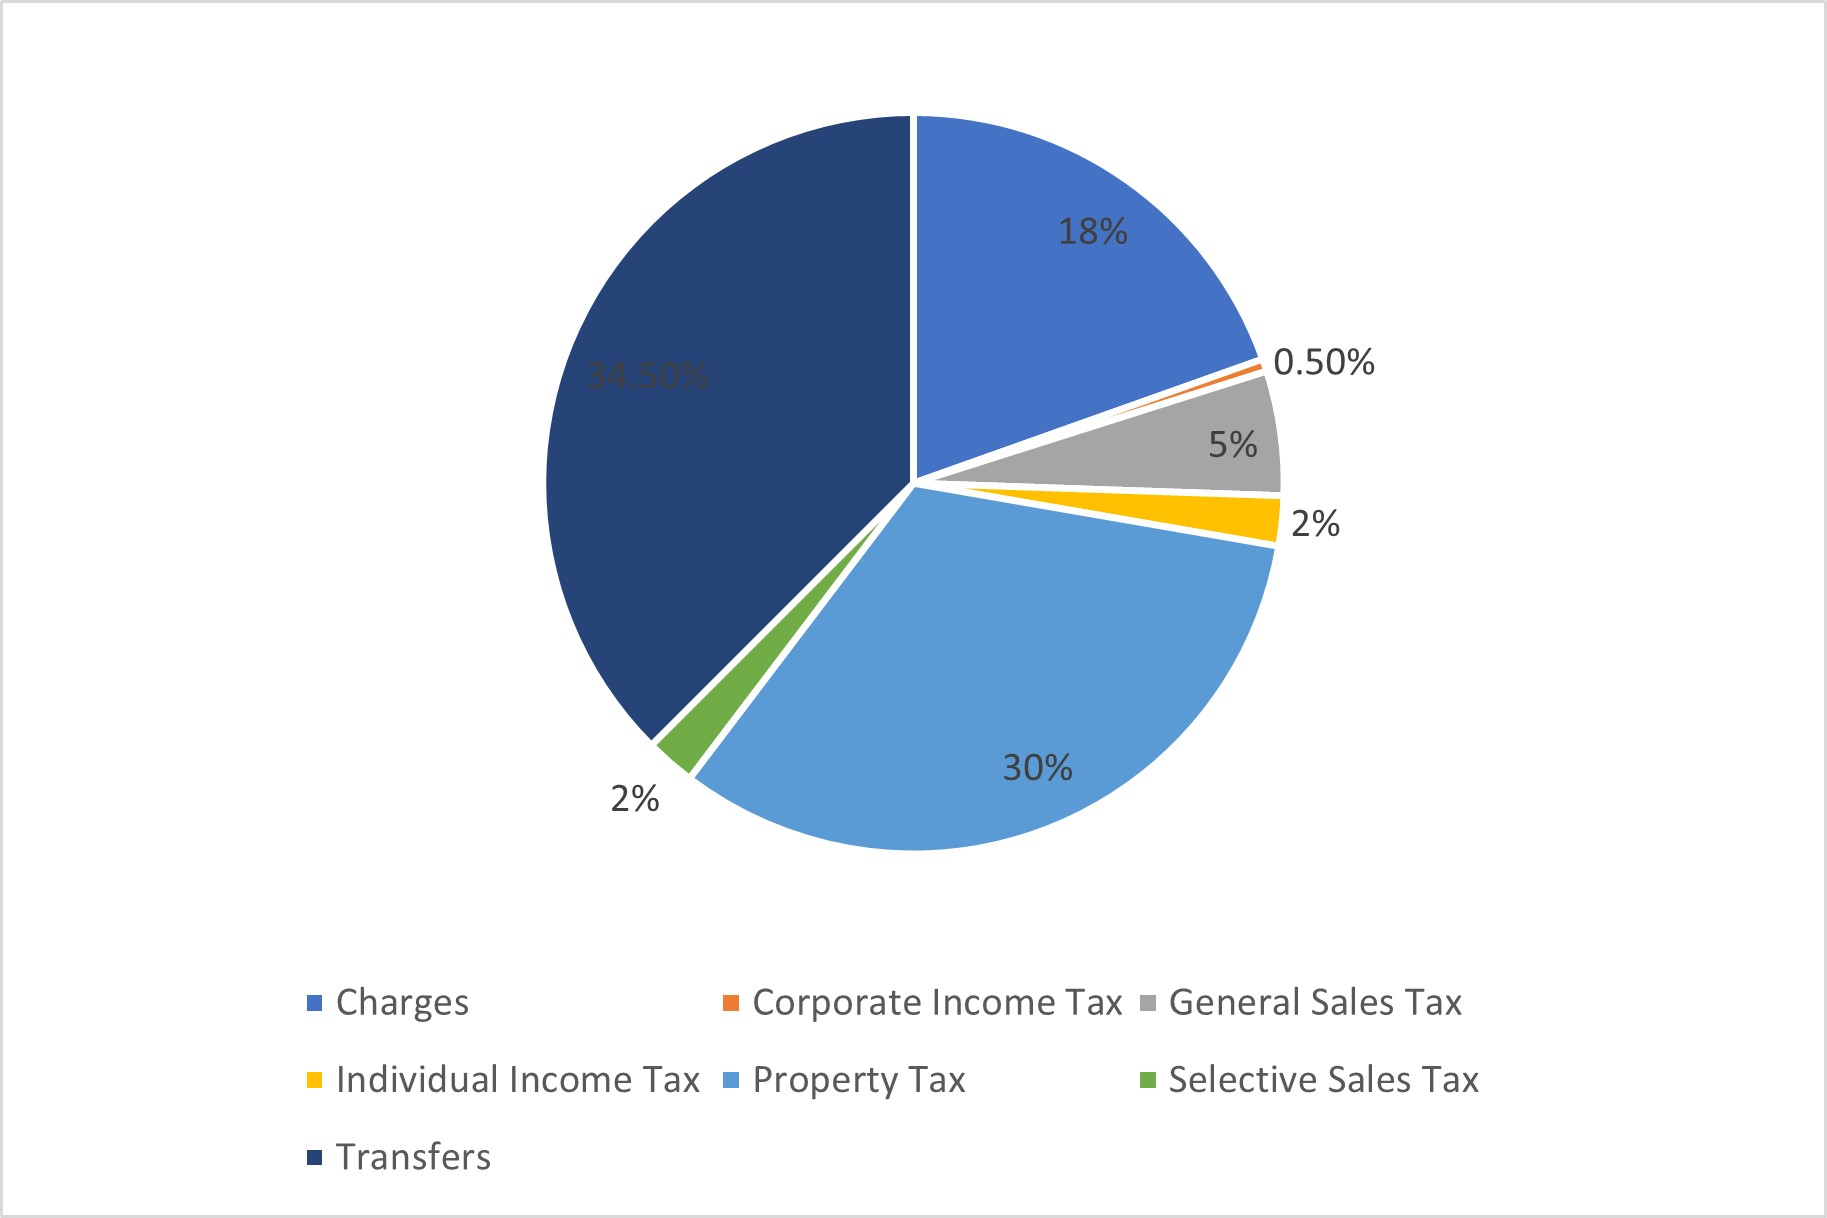 18%
0.50%
34.50%
5%
2%
30%
2%
Charges
Corporate Income Tax
General Sales Tax
Individual Income Tax
Property Tax
Selective Sales Tax
Transfers